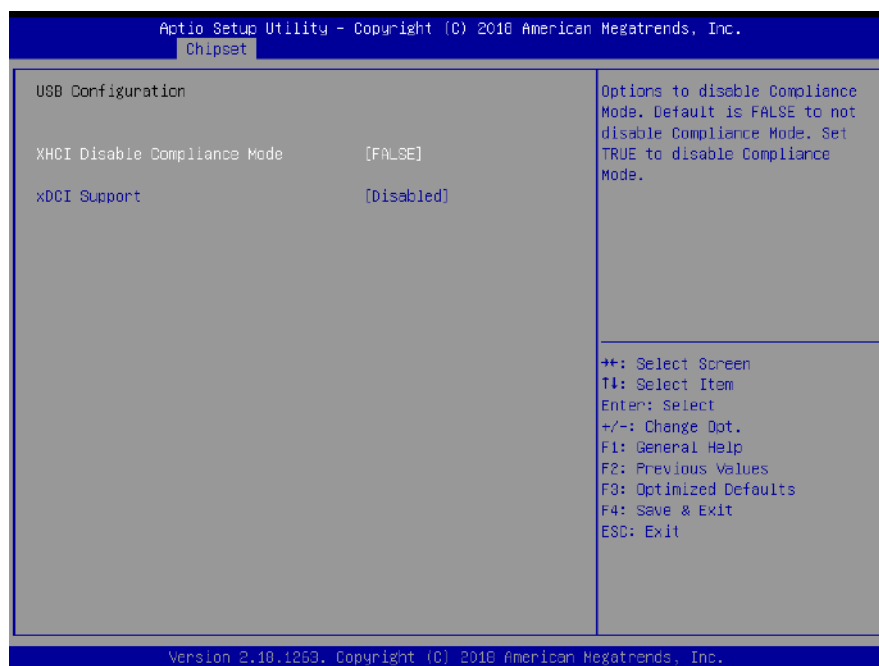 Aptio Setup Utility – Copyright (C) 2018 American Megatrends, Inc.
Chipset
USB Configuration
XHCI Disable Compliance Mode [FALSE]
xDCI Support [Disabled]
Options to disable Compliance
Mode. Default is FALSE to not
disable Compliance Mode. Set
TRUE to disable Compliance
Mode.
→←: Select Screen
↑↓: Select Item
Enter: Select
+/-: Change Opt.
F1: General Help
F2: Previous Values
F3: Optimized Defaults
F4: Save & Exit
ESC: Exit
Version 2.18.1263. Copyright (C) 2018 American Megatrends, Inc.